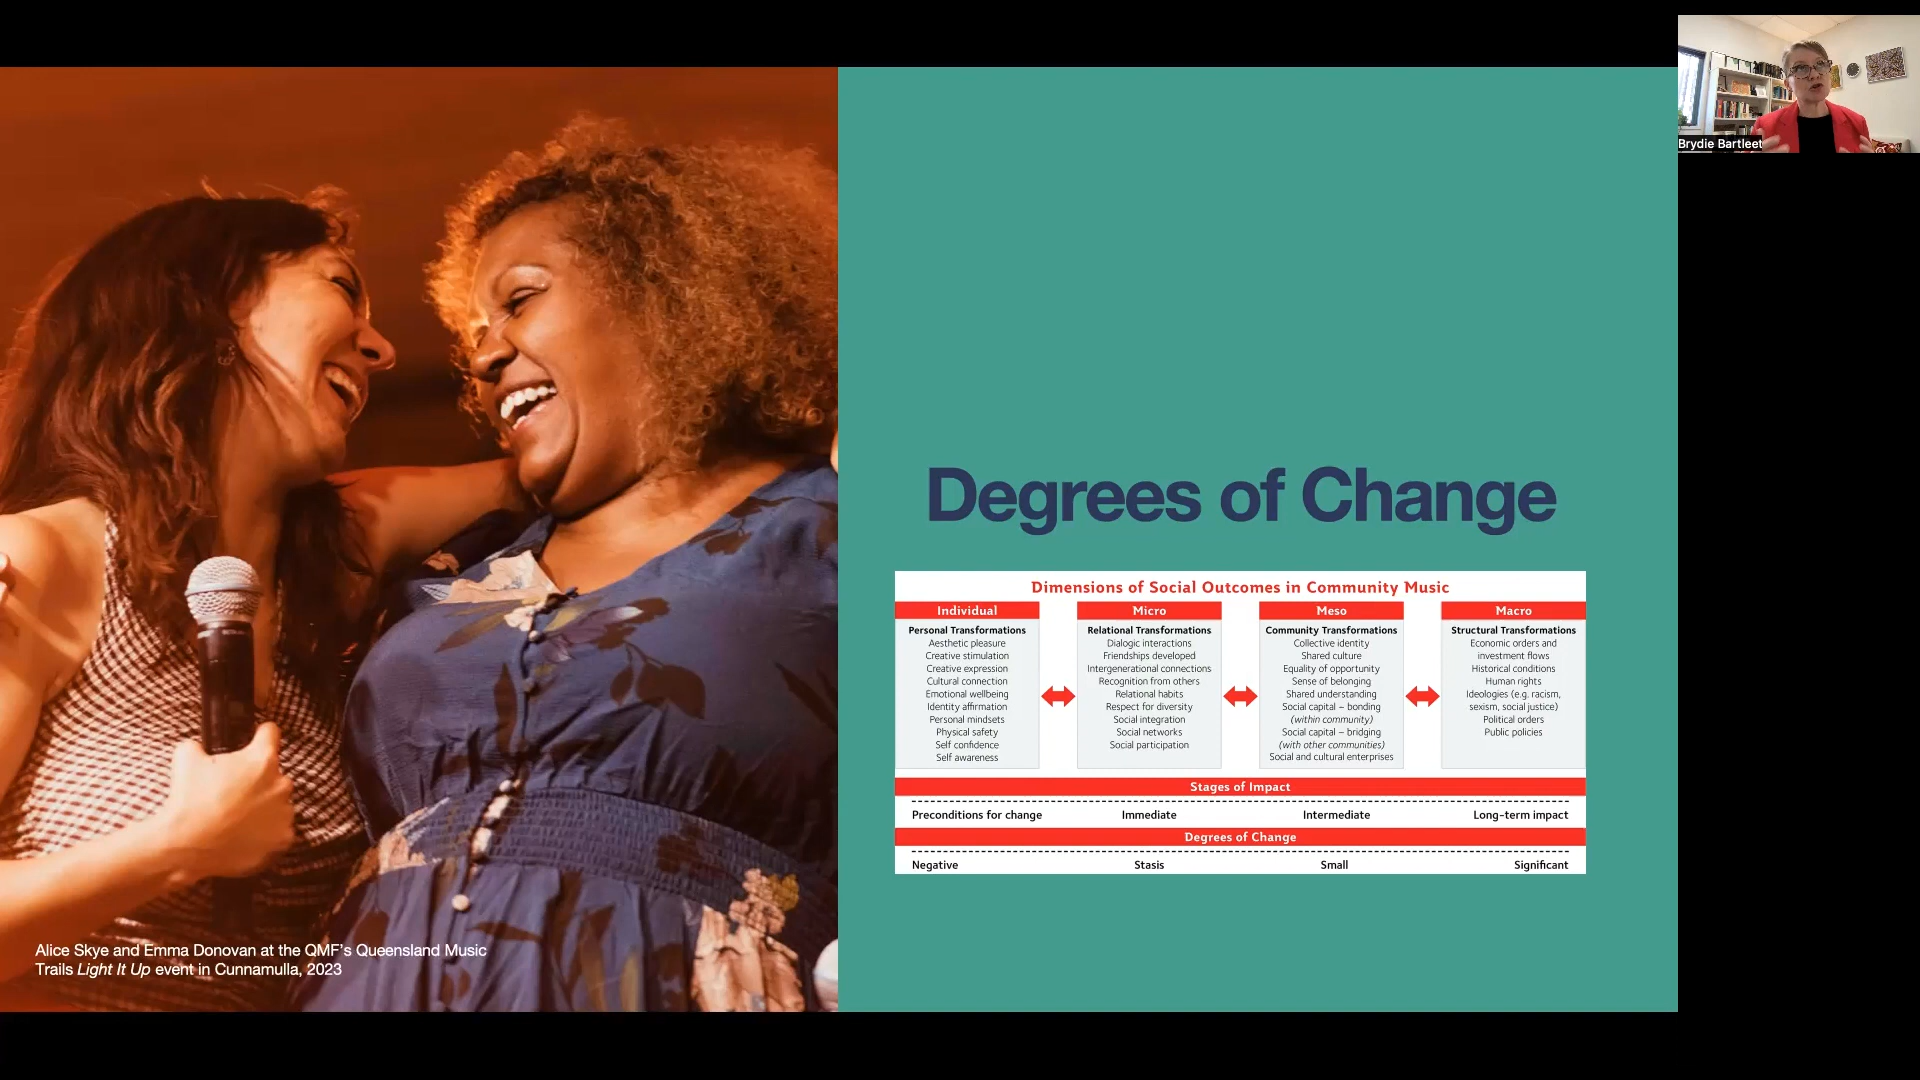 Brydie Bartleet
Degrees of Change
Dimensions of Social Outcomes in Community Music
Individual
Personal Transformations
Aesthetic pleasure
Creative stimulation
Creative expression
Cultural connection
Emotional wellbeing
Identity affirmation
Personal mindsets
Physical safety
Self confidence
Self awareness
Micro
Relational Transformations
Dialogic interactions
Friendships developed
Intergenerational connections
Recognition from others
Relational habits
Respect for diversity
Social integration
Social networks
Social participation
Meso
Community Transformations
Collective identity
Shared culture
Equality of opportunity
Sense of belonging
Shared understanding
Social capital – bonding
(within community)
Social capital – bridging
(with other communities)
Social and cultural enterprises
Macro
Structural Transformations
Economic orders and
investment flows
Historical conditions
Human rights
Ideologies (e.g. racism,
sexism, social justice)
Political orders
Public policies
Stages of Impact
Preconditions for change Immediate Intermediate Long-term impact
Degrees of Change
Negative Stasis Small Significant
Alice Skye and Emma Donovan at the QMF's Queensland Music
Trails Light It Up event in Cunnamulla, 2023